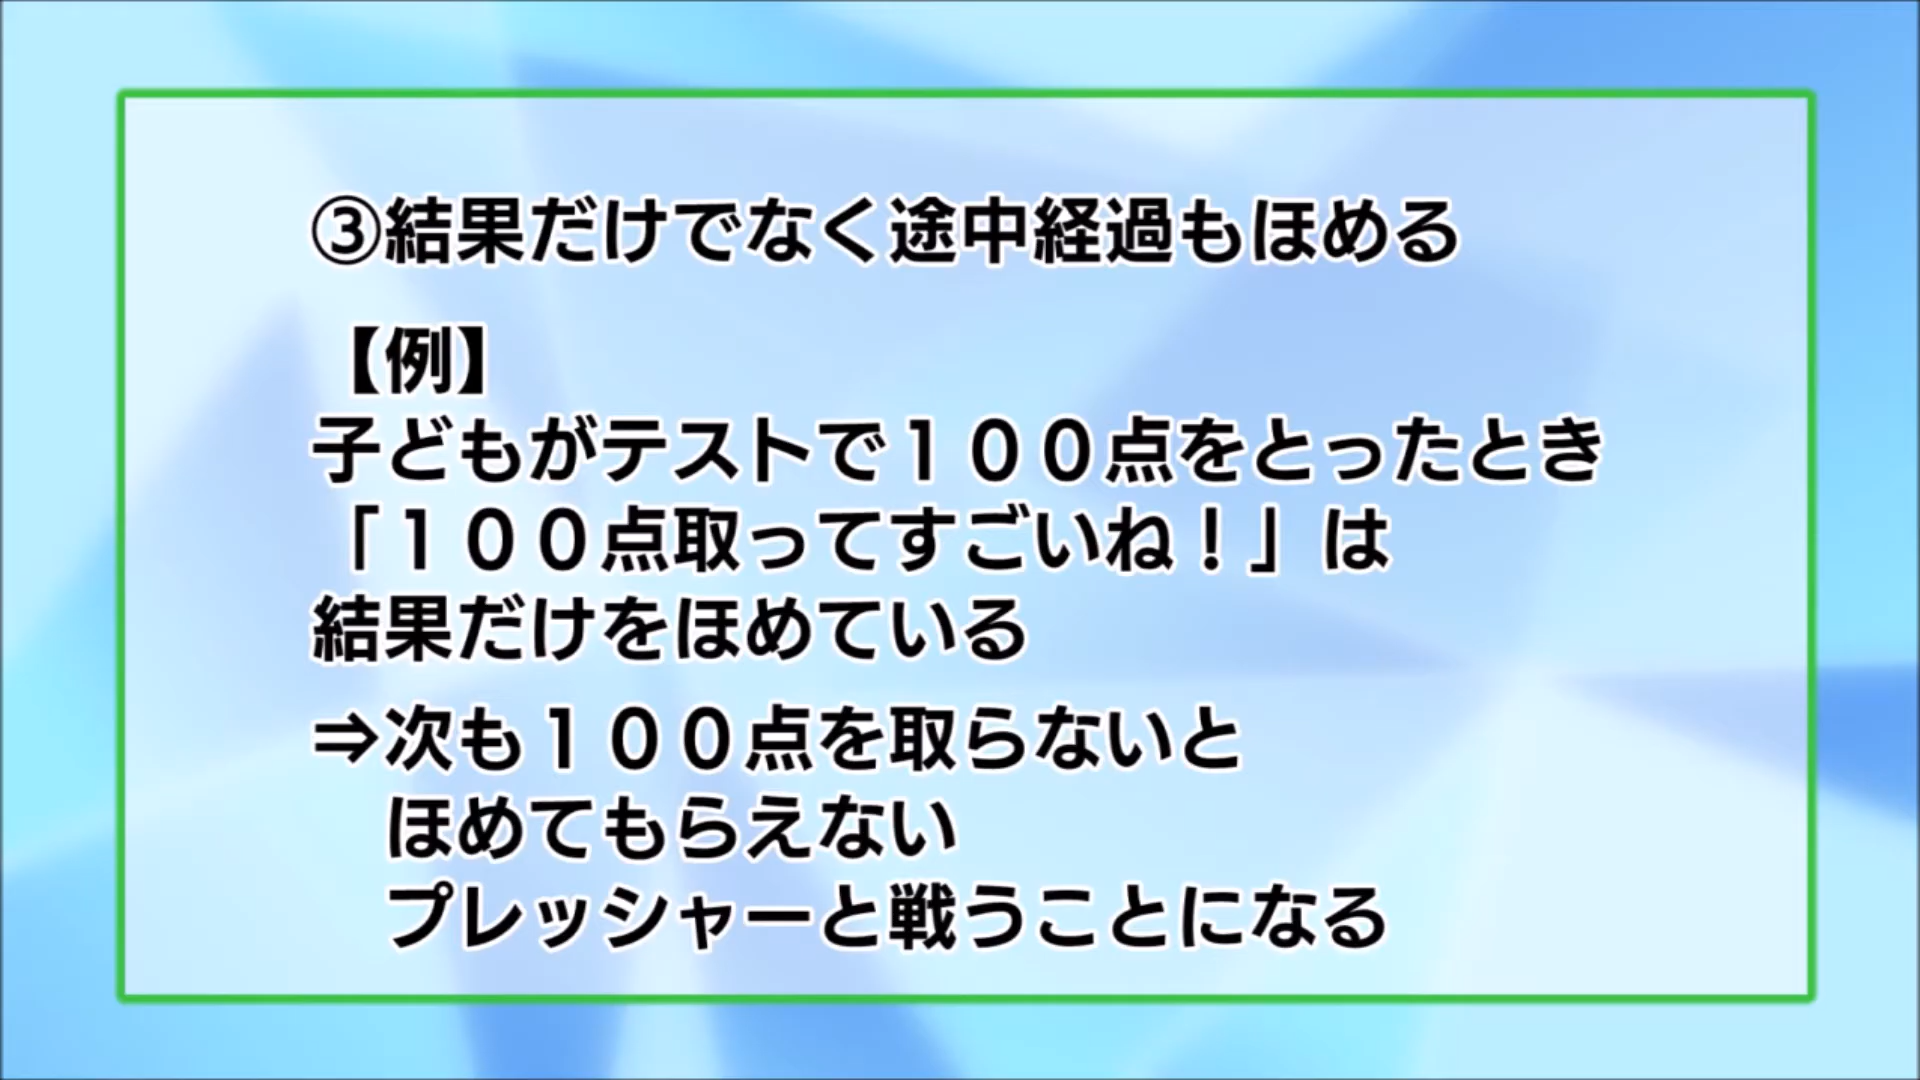 ③結果だけでなく途中経過もほめる
【例】
子どもがテストで１００点をとったとき
「１００点取ってすごいね！」は
結果だけをほめている
⇒次も１００点を取らないと
ほめてもらえない
プレッシャーと戦うことになる